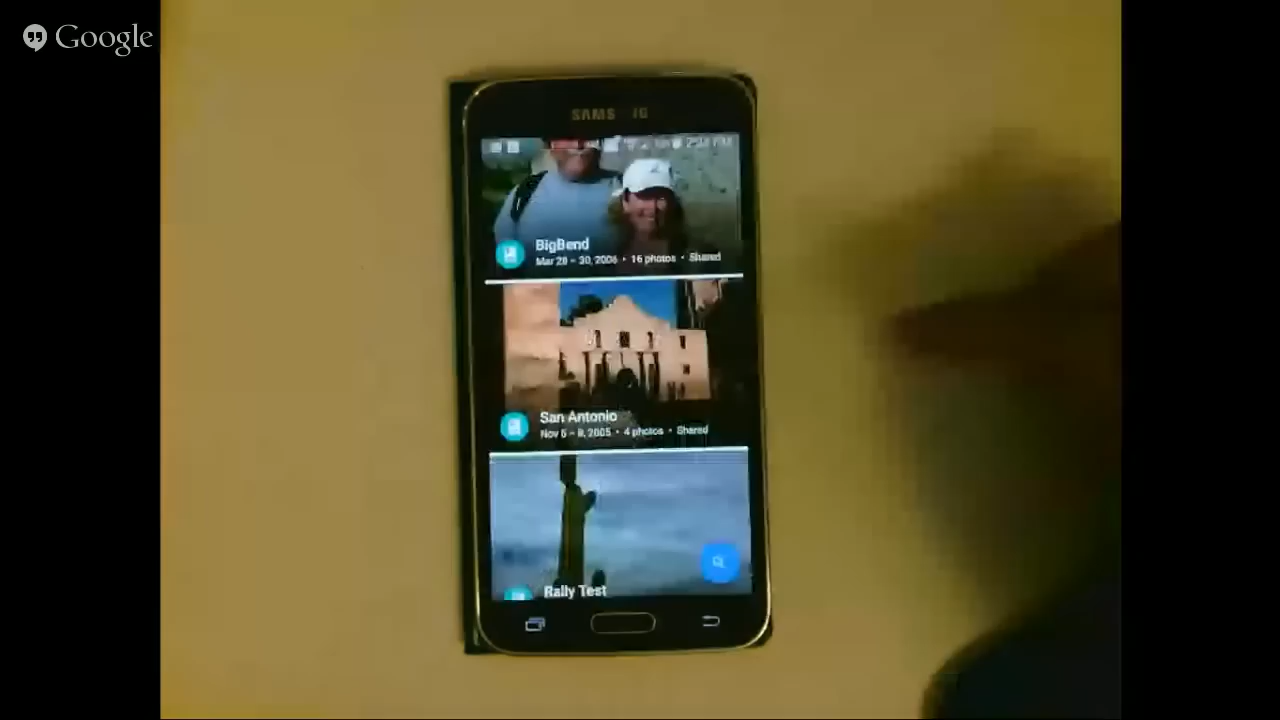 Google
SAMSUNG
BigBend
Mar 28 - 30, 2006 • 16 photos • Shared
San Antonio
Nov 5 - 8, 2005 • 4 photos • Shared
Rally Test